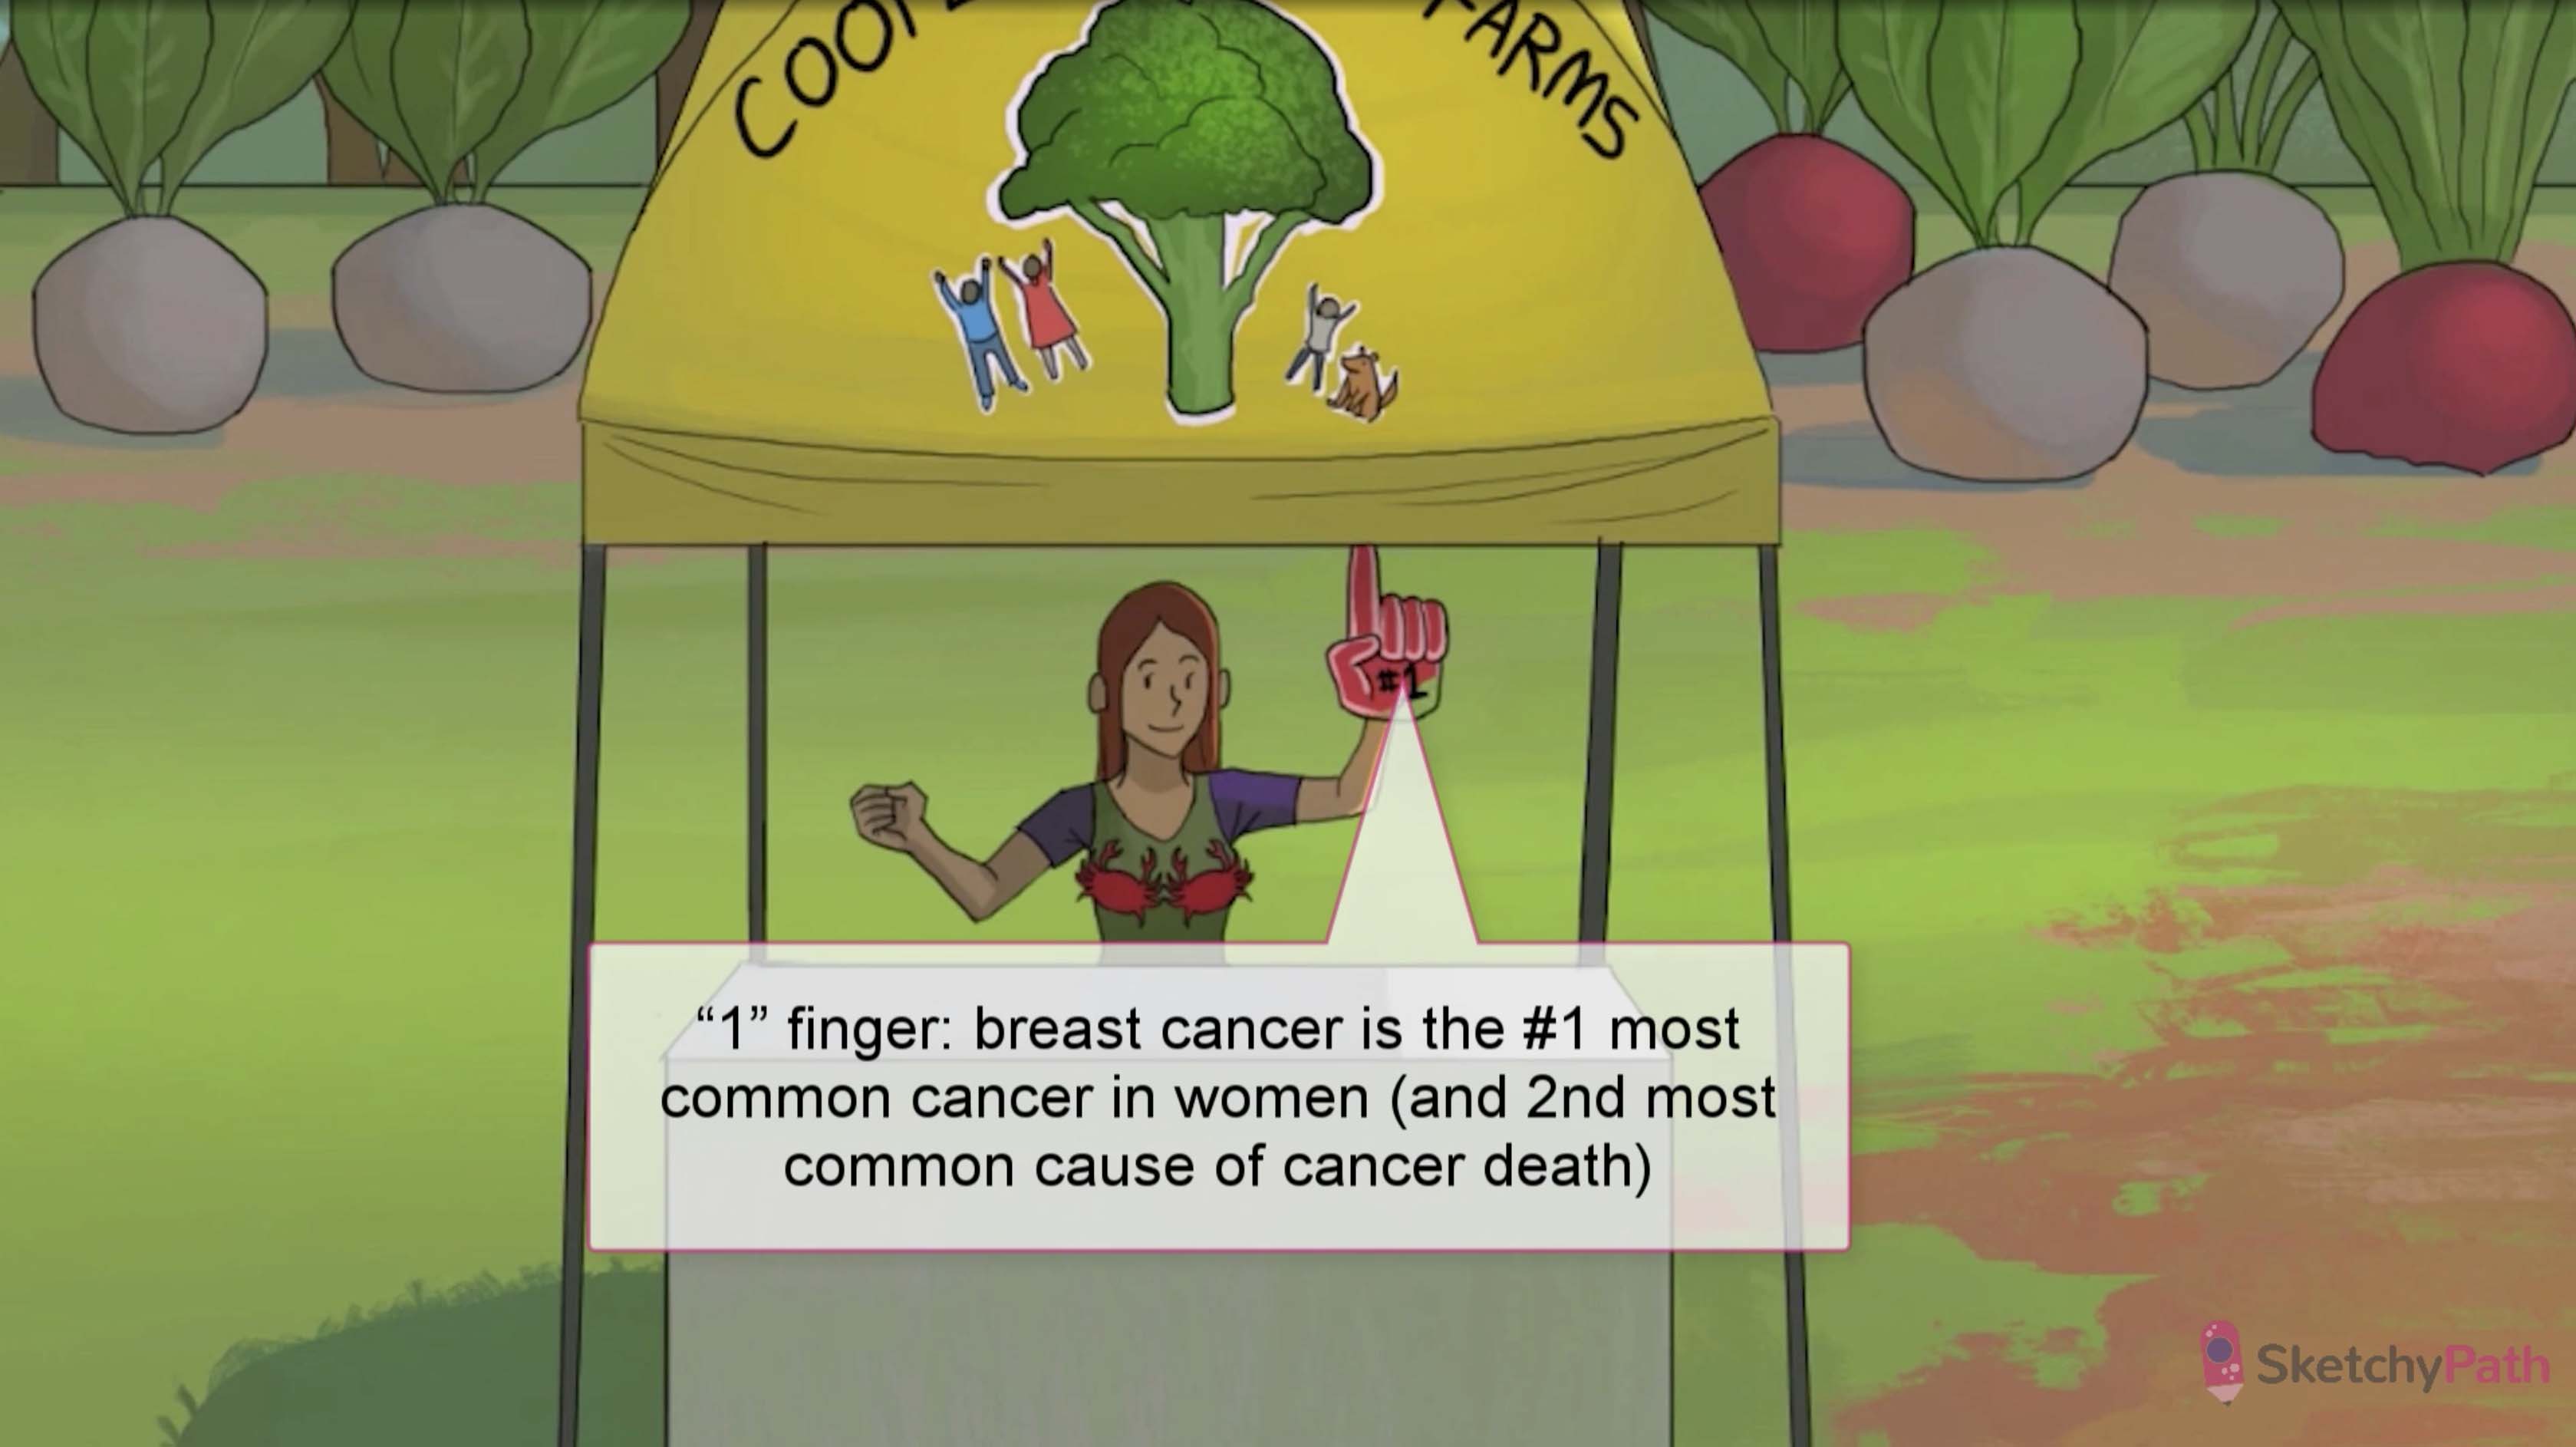 FARMS
#1
“1” finger: breast cancer is the #1 most
common cancer in women (and 2nd most
common cause of cancer death)
SketchyPath